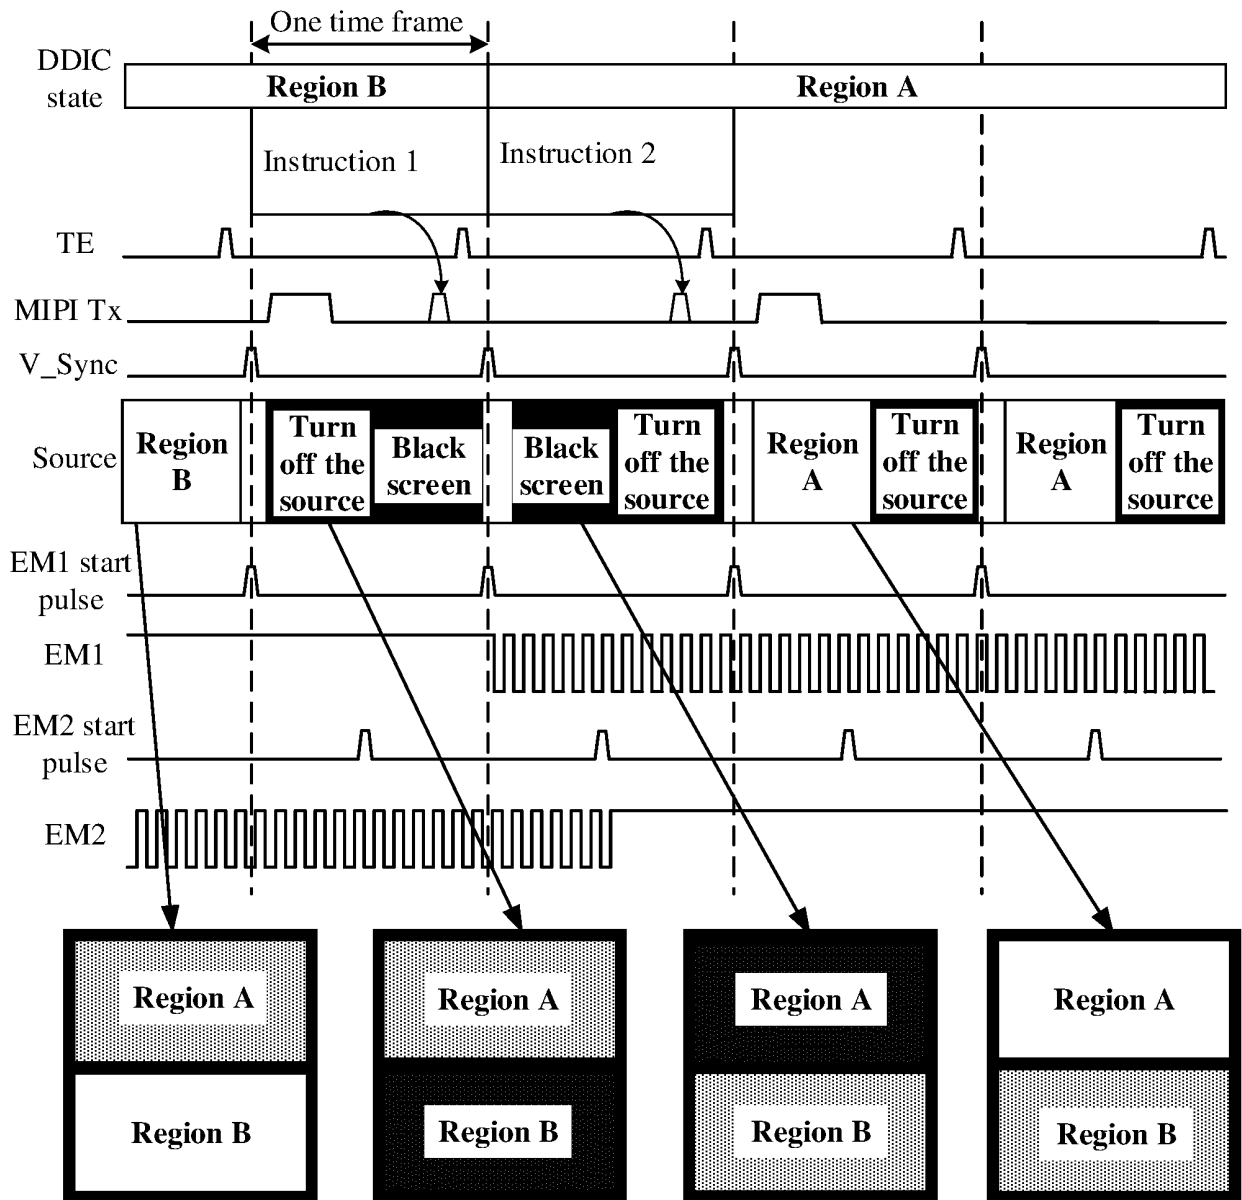 One time frame
DDIC
state
Region B
Region A
Instruction 1
Instruction 2
TE
MIPI Tx
V_Sync
Source
Region
B
Turn
off the
source
Black
screen
Black
screen
Turn
off the
source
Region
A
Turn
off the
source
Region
A
Turn
off the
source
EM1 start
pulse
EM1
EM2 start
pulse
EM2
Region A
Region B
Region A
Region B
Region A
Region B
Region A
Region B